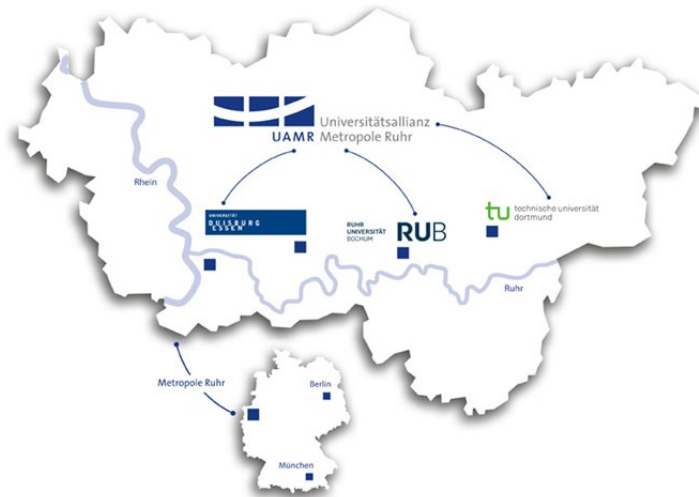 Universitätsallianz
UAMR Metropole Ruhr
Rhein
UNIVERSITÄT
DUISBURG
ESSEN
RUHR
UNIVERSITÄT
BOCHUM
RUB
tu technische universität
dortmund
Ruhr
Metropole Ruhr
Berlin
München